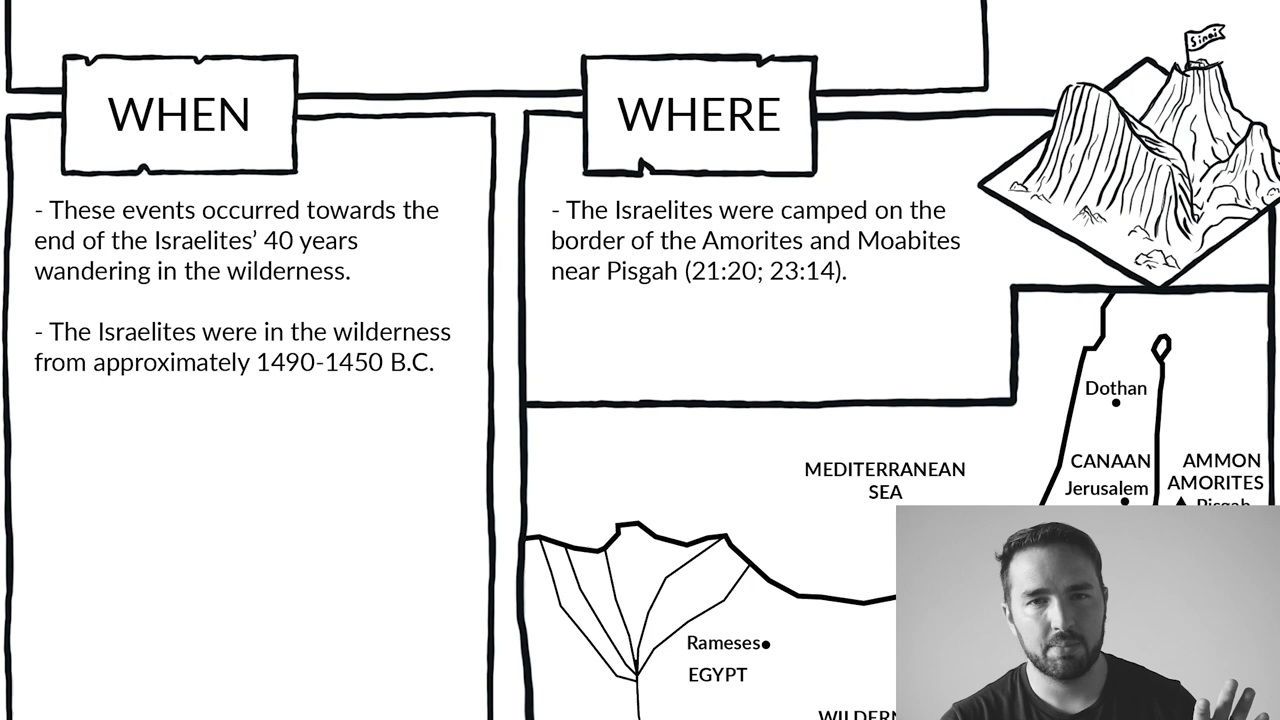 Sinai
WHEN
WHERE
- These events occurred towards the
end of the Israelites’ 40 years
wandering in the wilderness.
- The Israelites were in the wilderness
from approximately 1490-1450 B.C.
- The Israelites were camped on the
border of the Amorites and Moabites
near Pisgah (21:20; 23:14).
Dothan
MEDITERRANEAN
SEA
CANAAN
Jerusalem
AMMON
AMORITES
Pisgah
Rameses
EGYPT